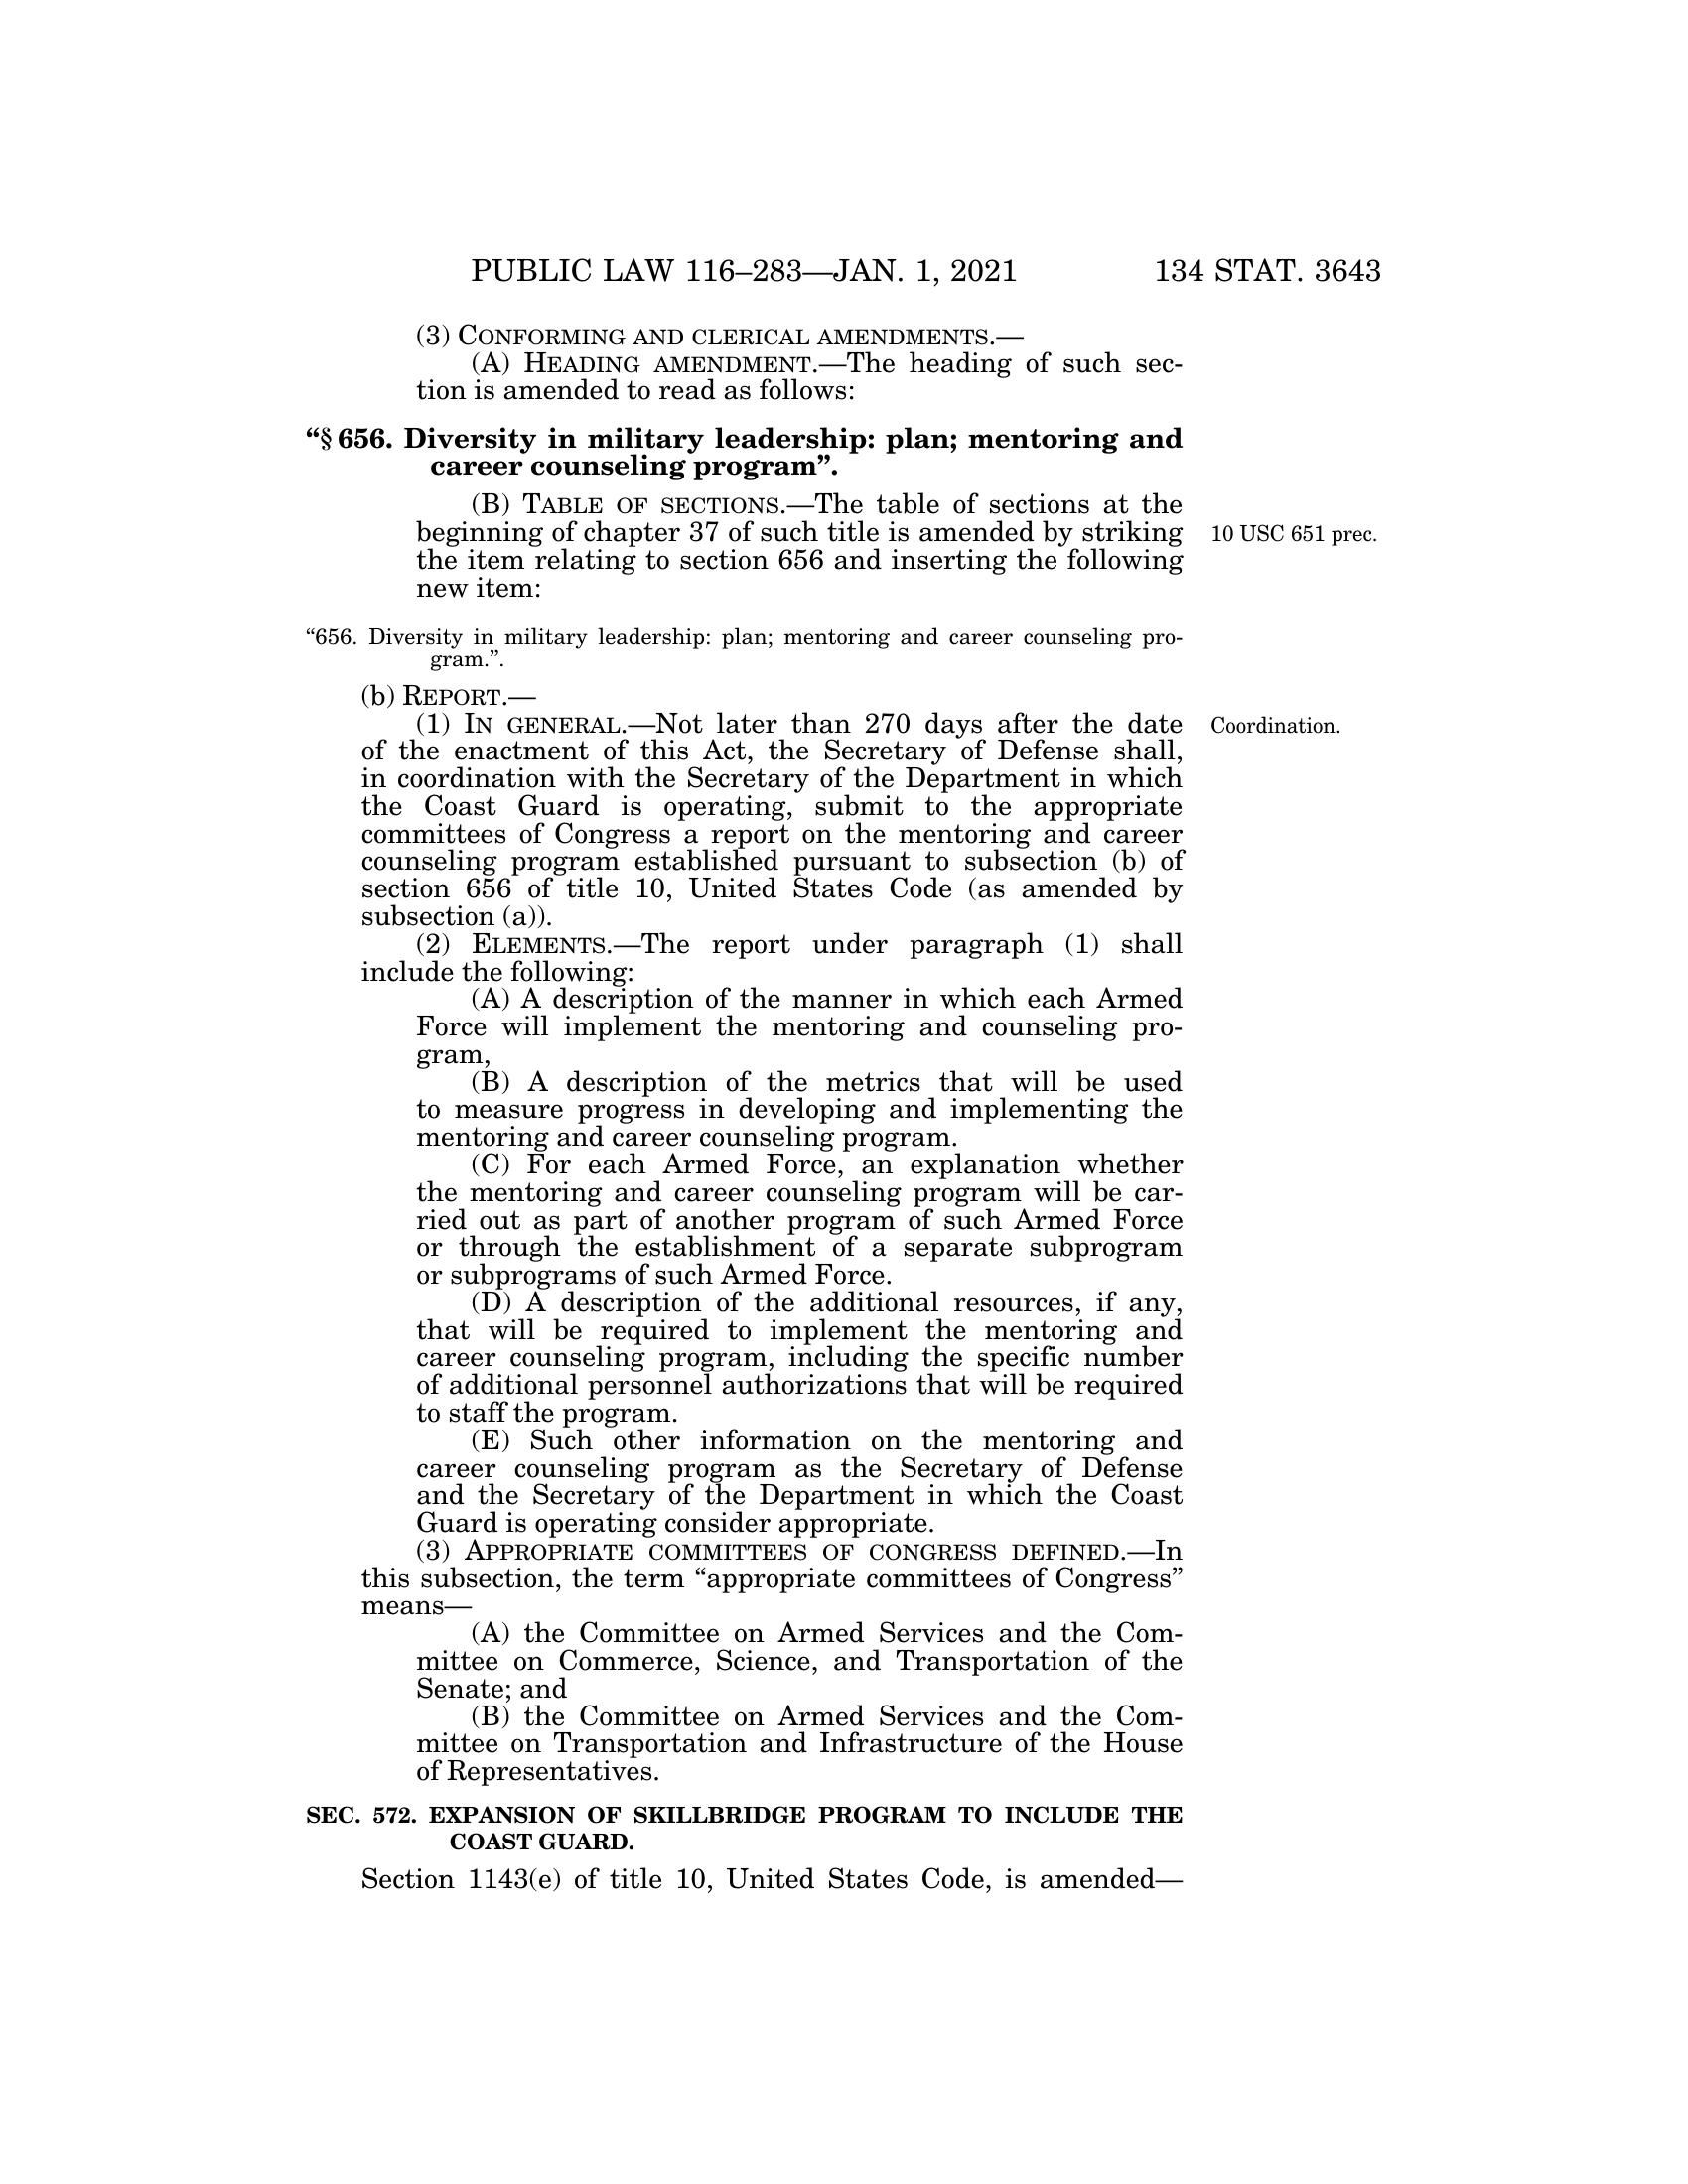 PUBLIC LAW 116–283—JAN. 1, 2021 134 STAT. 3643
(3) CONFORMING AND CLERICAL AMENDMENTS.—
(A) HEADING AMENDMENT.—The heading of such sec-
tion is amended to read as follows:
“§ 656. Diversity in military leadership: plan; mentoring and
career counseling program”.
(B) TABLE OF SECTIONS.—The table of sections at the
beginning of chapter 37 of such title is amended by striking
10 USC 651 prec.
the item relating to section 656 and inserting the following
new item:
“656. Diversity in military leadership: plan; mentoring and career counseling pro-
gram.”.
(b) REPORT.—
(1) IN GENERAL.—Not later than 270 days after the date
Coordination.
of the enactment of this Act, the Secretary of Defense shall,
in coordination with the Secretary of the Department in which
the Coast Guard is operating, submit to the appropriate
committees of Congress a report on the mentoring and career
counseling program established pursuant to subsection (b) of
section 656 of title 10, United States Code (as amended by
subsection (a)).
(2) ELEMENTS.—The report under paragraph (1) shall
include the following:
(A) A description of the manner in which each Armed
Force will implement the mentoring and counseling pro-
gram,
(B) A description of the metrics that will be used
to measure progress in developing and implementing the
mentoring and career counseling program.
(C) For each Armed Force, an explanation whether
the mentoring and career counseling program will be car-
ried out as part of another program of such Armed Force
or through the establishment of a separate subprogram
or subprograms of such Armed Force.
(D) A description of the additional resources, if any,
that will be required to implement the mentoring and
career counseling program, including the specific number
of additional personnel authorizations that will be required
to staff the program.
(E) Such other information on the mentoring and
career counseling program as the Secretary of Defense
and the Secretary of the Department in which the Coast
Guard is operating consider appropriate.
(3) APPROPRIATE COMMITTEES OF CONGRESS DEFINED.—In
this subsection, the term “appropriate committees of Congress”
means—
(A) the Committee on Armed Services and the Com-
mittee on Commerce, Science, and Transportation of the
Senate; and
(B) the Committee on Armed Services and the Com-
mittee on Transportation and Infrastructure of the House
of Representatives.
SEC. 572. EXPANSION OF SKILLBRIDGE PROGRAM TO INCLUDE THE
COAST GUARD.
Section 1143(e) of title 10, United States Code, is amended—